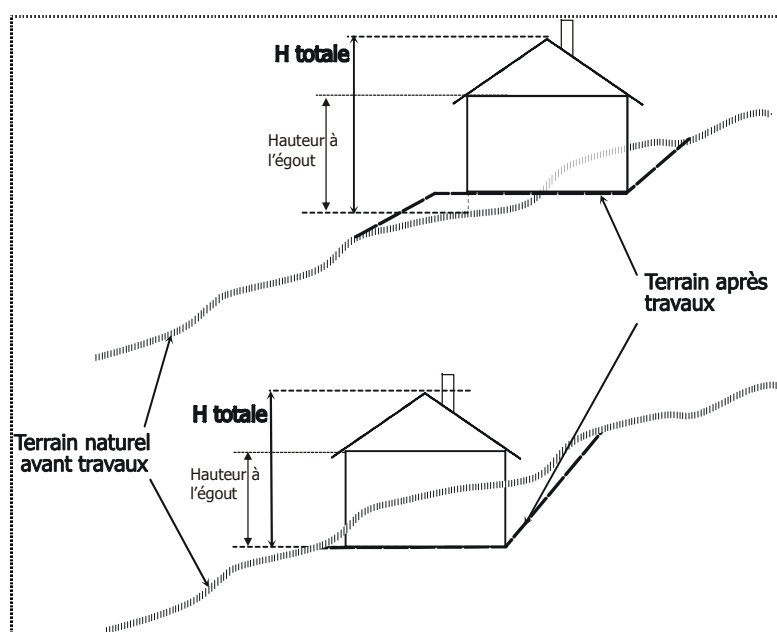 H totale
Hauteur à
l’égout
Terrain après
travaux
H totale
Terrain naturel
avant travaux
Hauteur à
l’égout